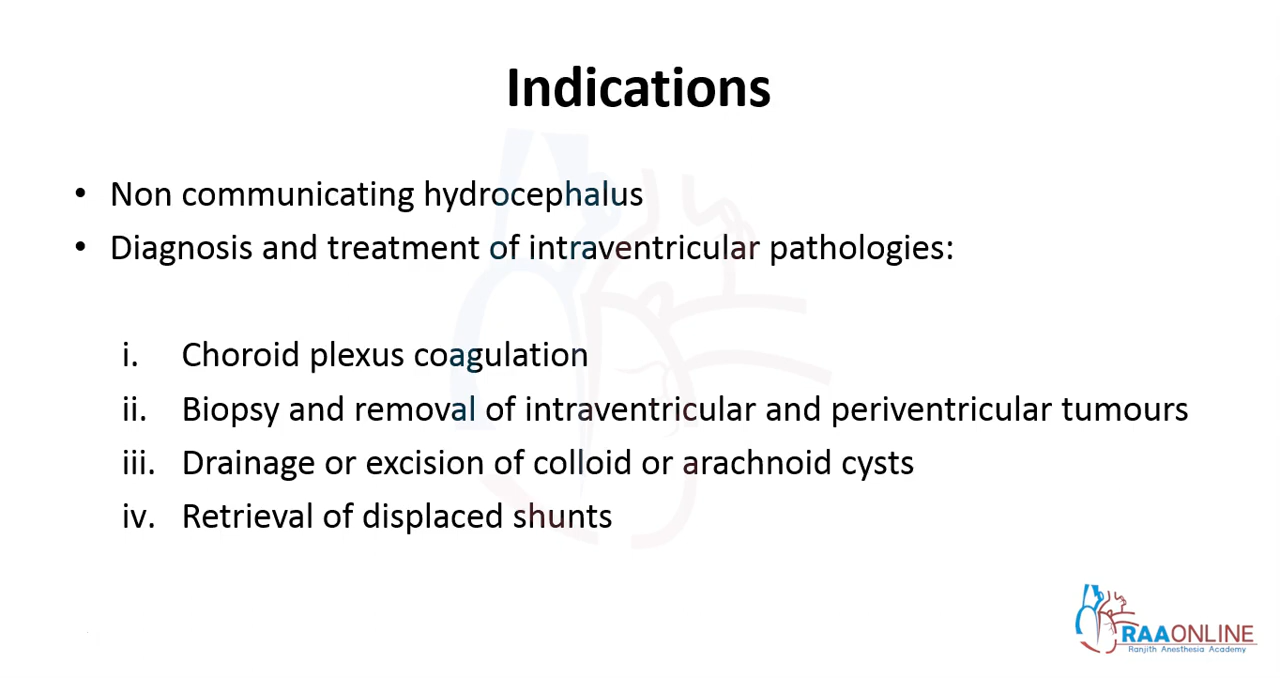 Indications
• Non communicating hydrocephalus
• Diagnosis and treatment of intraventricular pathologies:
i. Choroid plexus coagulation
ii. Biopsy and removal of intraventricular and periventricular tumours
iii. Drainage or excision of colloid or arachnoid cysts
iv. Retrieval of displaced shunts
RAAONLINE
Ranjith Anesthesia Academy